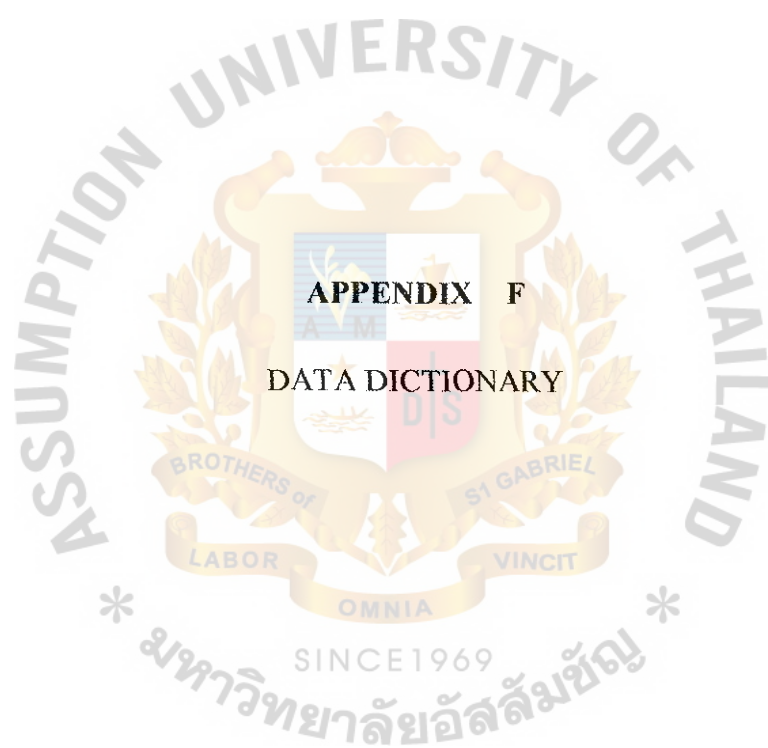 ASSUMPTION UNIVERSITY OF THAILAND
APPENDIX F
A M
DATA DICTIONARY
D S
BROTHERS of
S1 GABRIEL
LABOR
VINCIT
OMNIA
* *
SINCE1969
มหาวิทยาลัยอัสสัมชัญ